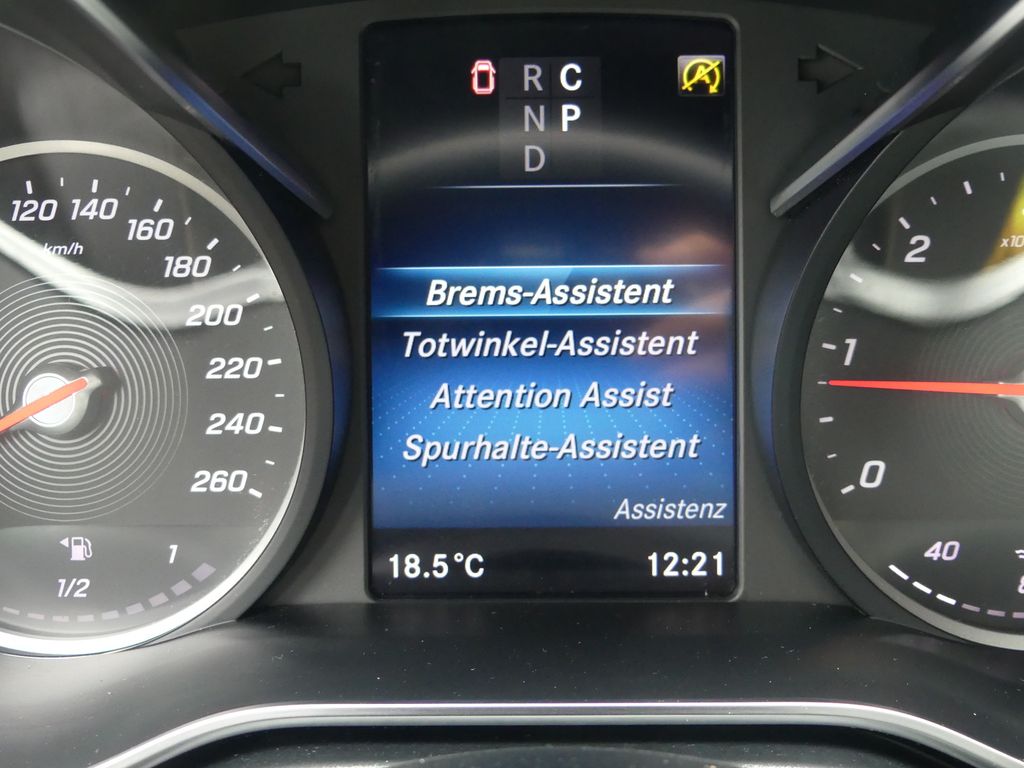 R C
N P
D
120
140
160
km/h
180
200
220
240
260
1/2
1
Brems-Assistent
Totwinkel-Assistent
Attention Assist
Spurhalte-Assistent
Assistenz
18.5°C
12:21
2
1
0
40